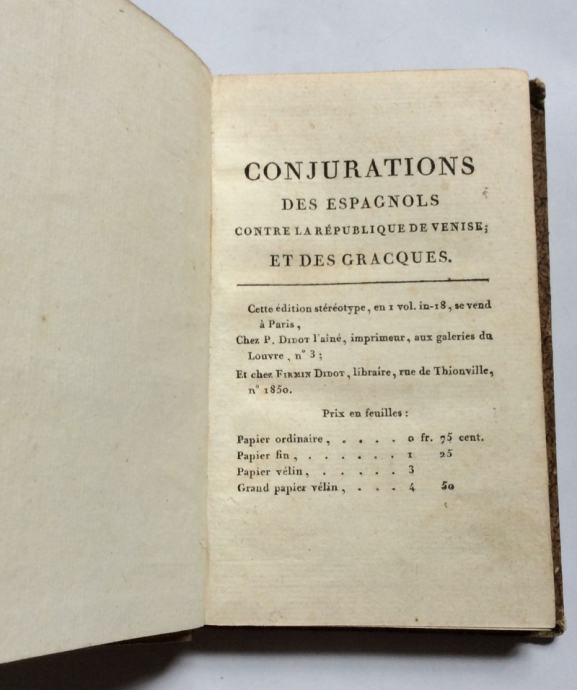 CONJURATIONS
DES ESPAGNOLS
CONTRE LA RÉPUBLIQUE DE VENISE;
ET DES GRACQUES.
Cette édition stéréotype, en 1 vol. in-18, se vend
à Paris,
Chez P. DIDOT l'aîné, imprimeur, aux galeries du
Louvre, n° 3;
Et chez FIRMIN DIDOT, libraire, rue de Thionville,
n° 1850.
Prix en feuilles:
Papier ordinaire, . . . . 0 fr. 75 cent.
Papier fin, . . . . . . . 1 25
Papier vélin, . . . . . . 3
Grand papier vélin, . . . 4 50